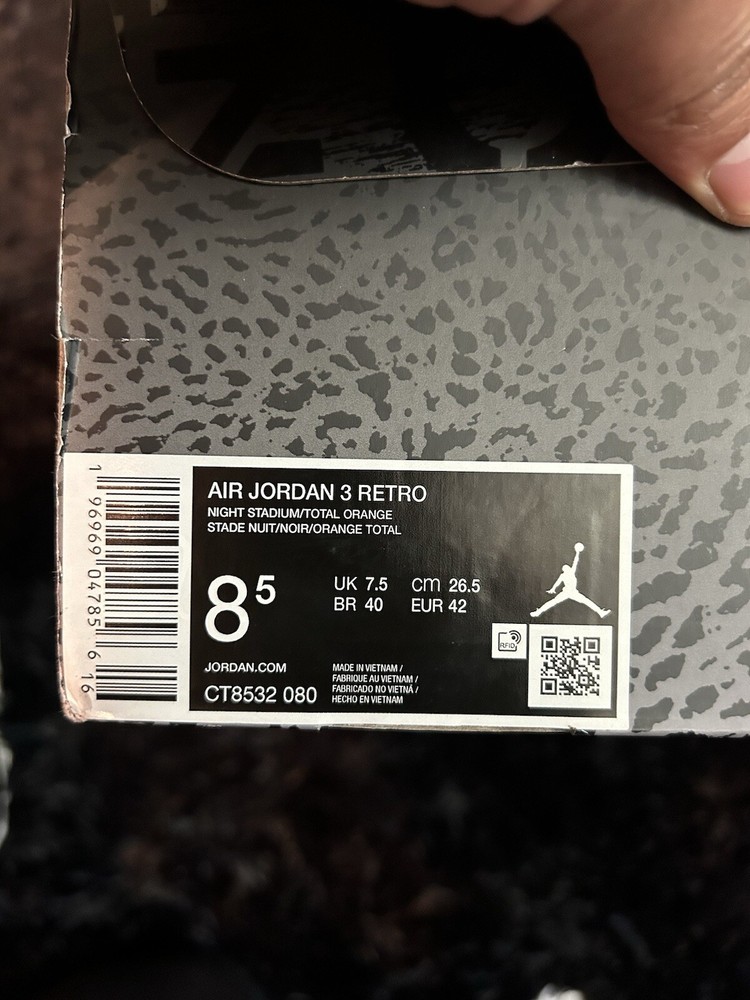 AIR JORDAN 3 RETRO
NIGHT STADIUM/TOTAL ORANGE
STADE NUIT/NOIR/ORANGE TOTAL
8⁵
UK 7.5 cm 26.5
BR 40 EUR 42
RFID
JORDAN.COM
CT8532 080
MADE IN VIETNAM /
FABRIQUE AU VIETNAM /
FABRICADO NO VIETNÃ /
HECHO EN VIETNAM
1 96969 04785 6 16